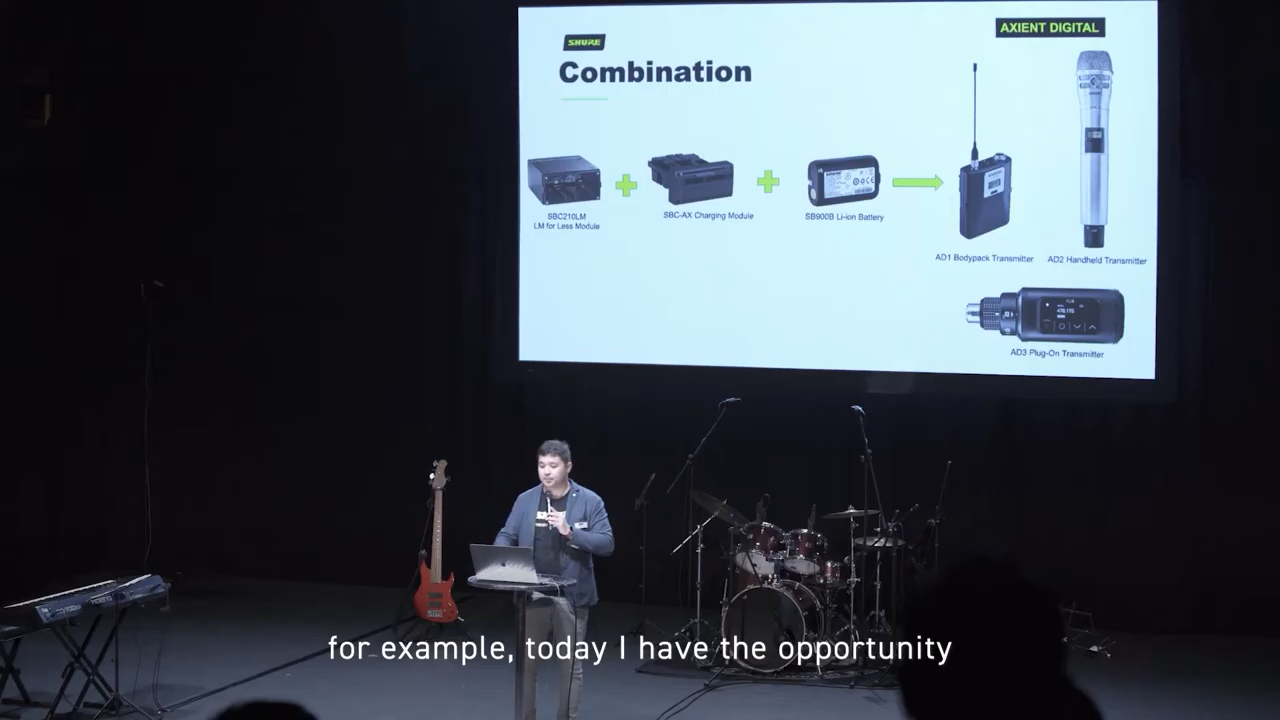 SHURE
AXIENT DIGITAL
Combination
SBC210LM
LM for Less Module
SBC-AX Charging Module
SB900B Li-ion Battery
AD1 Bodypack Transmitter
AD2 Handheld Transmitter
AD3 Plug-On Transmitter
for example, today I have the opportunity